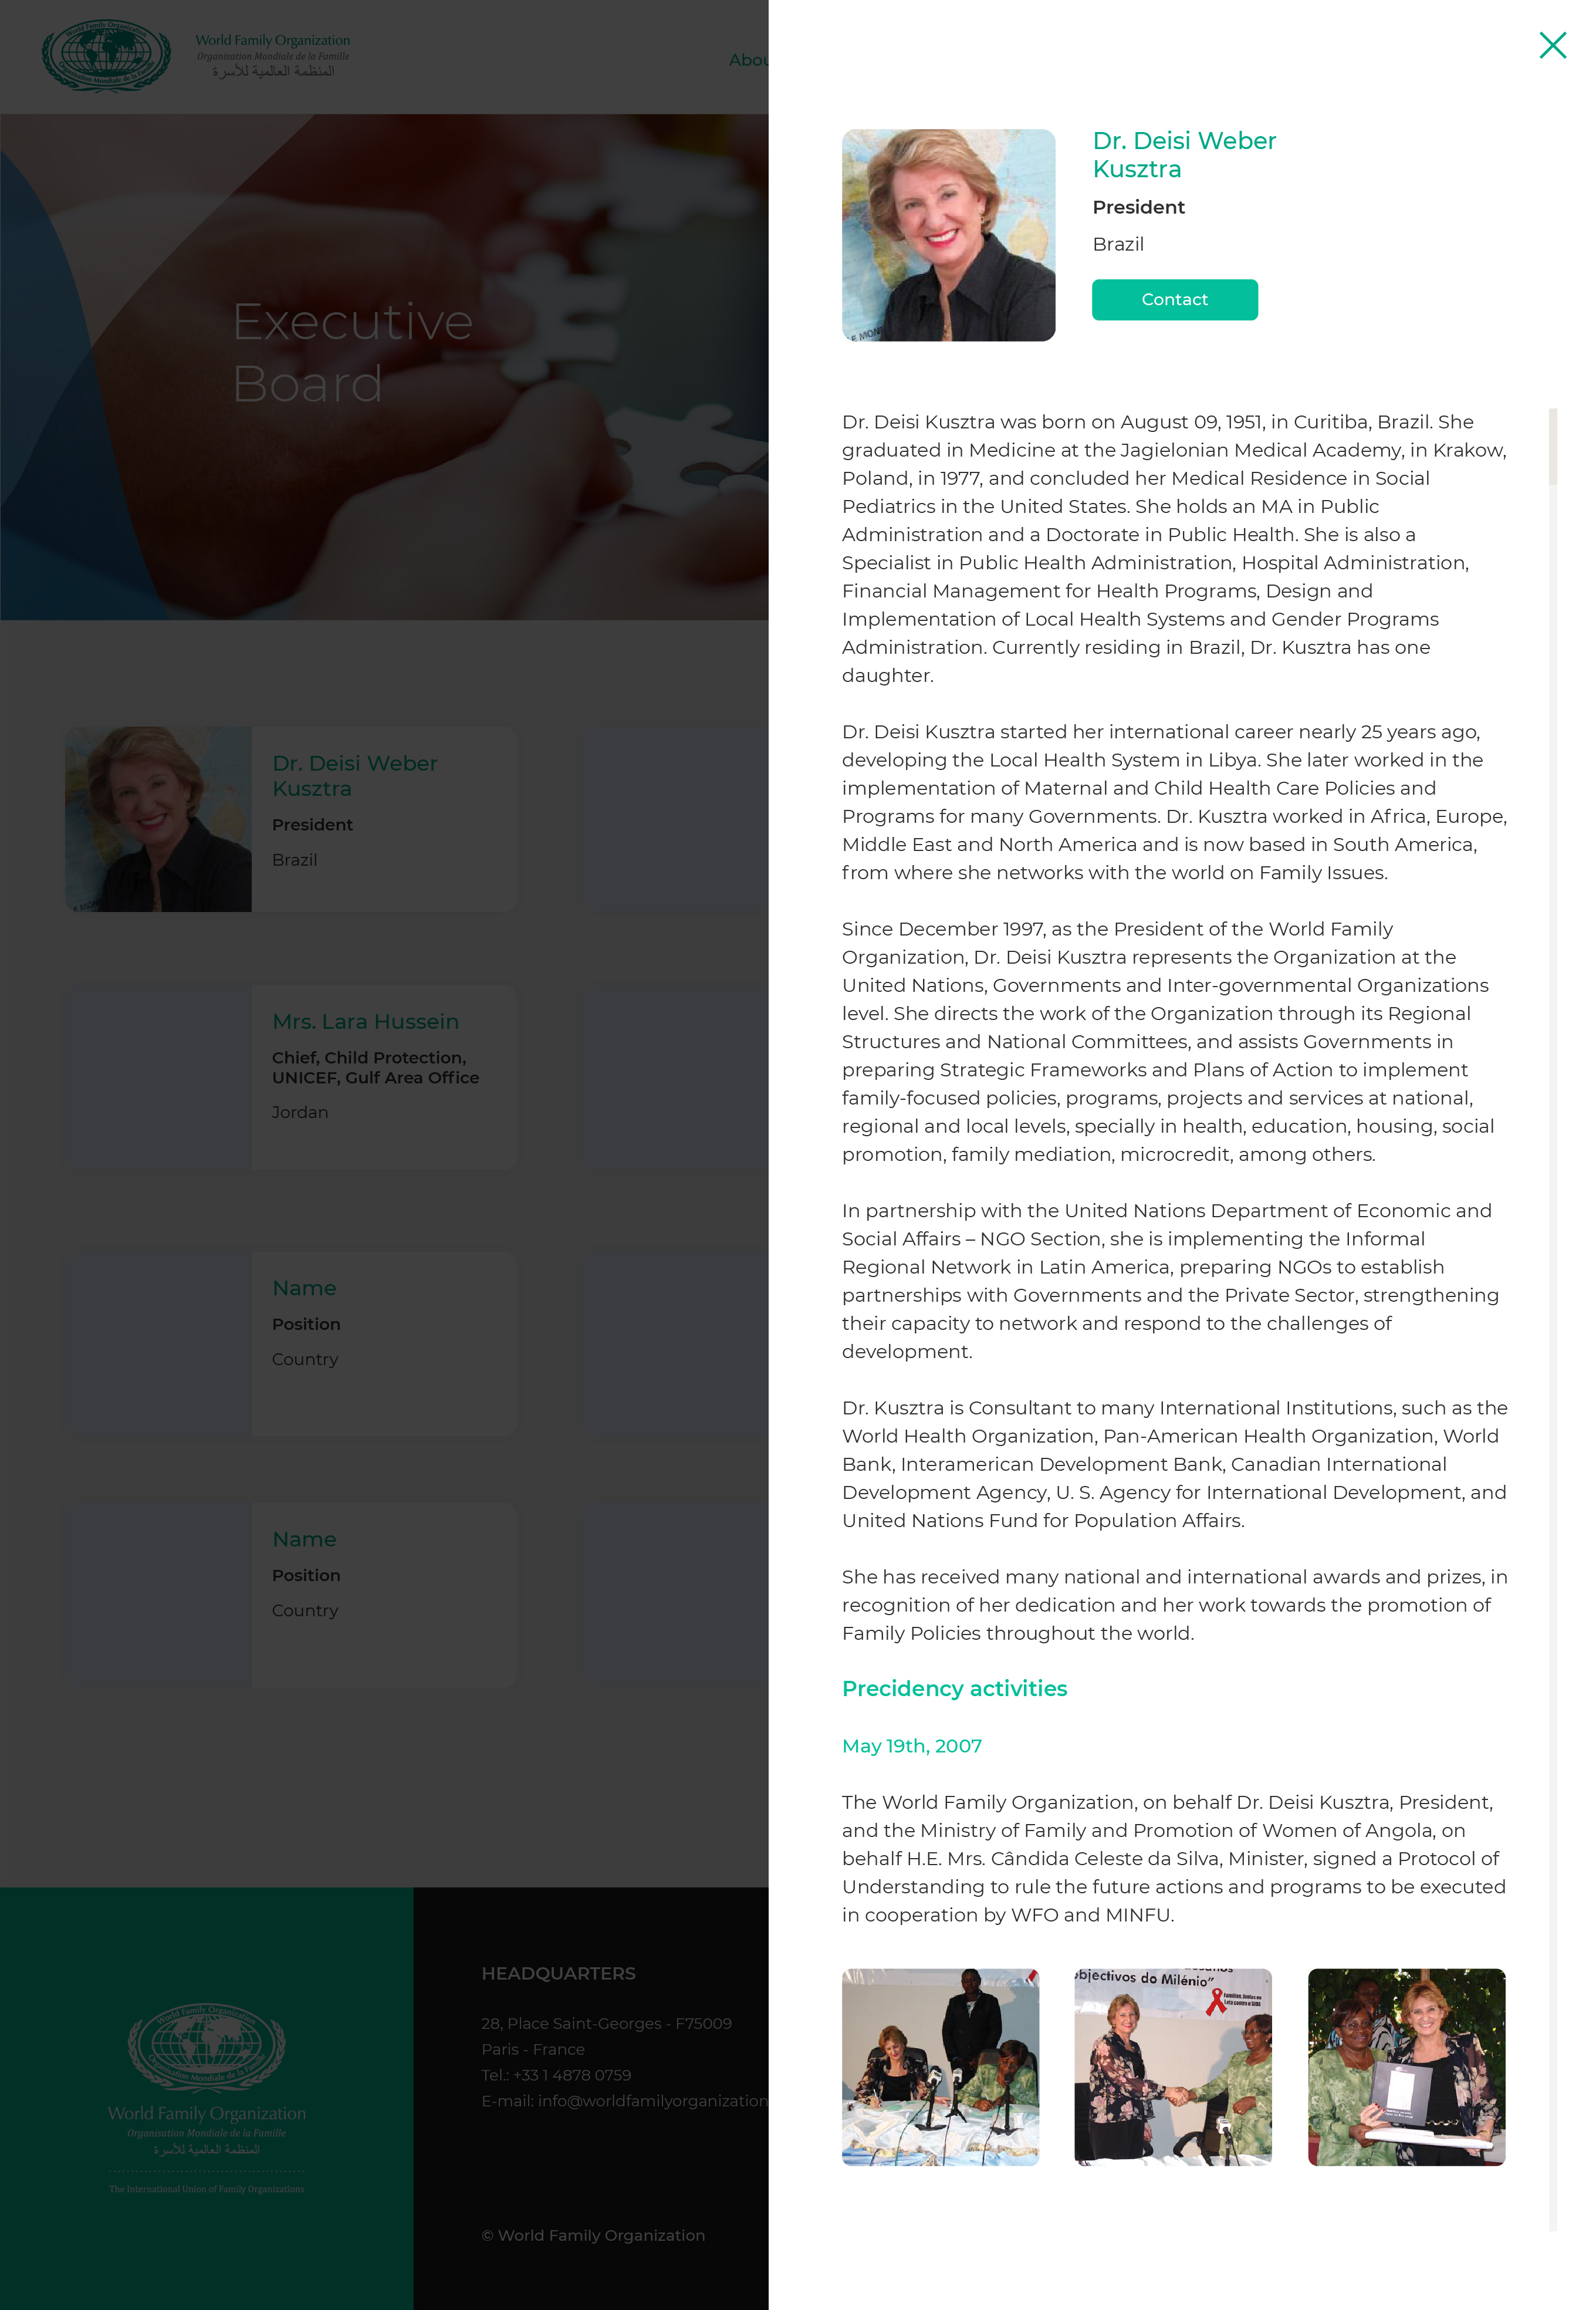 World Family Organization
Organisation Mondiale de la Famille
World Family Organization
Organisation Mondiale de la Famille
المنظمة العالمية للأسرة
Abou
Executive
Board
Dr. Deisi Weber
Kusztra
President
Brazil
Mrs. Lara Hussein
Chief, Child Protection,
UNICEF, Gulf Area Office
Jordan
Name
Position
Country
Name
Position
Country
World Family Organization
Organisation Mondiale de la Famille
World Family Organization
Organisation Mondiale de la Famille
المنظمة العالمية للأسرة
The International Union of Family Organizations
HEADQUARTERS
28, Place Saint-Georges - F75009
Paris - France
Tel.: +33 1 4878 0759
E-mail: info@worldfamilyorganization
© World Family Organization
Dr. Deisi Weber
Kusztra
President
Brazil
Contact
Dr. Deisi Kusztra was born on August 09, 1951, in Curitiba, Brazil. She
graduated in Medicine at the Jagielonian Medical Academy, in Krakow,
Poland, in 1977, and concluded her Medical Residence in Social
Pediatrics in the United States. She holds an MA in Public
Administration and a Doctorate in Public Health. She is also a
Specialist in Public Health Administration, Hospital Administration,
Financial Management for Health Programs, Design and
Implementation of Local Health Systems and Gender Programs
Administration. Currently residing in Brazil, Dr. Kusztra has one
daughter.
Dr. Deisi Kusztra started her international career nearly 25 years ago,
developing the Local Health System in Libya. She later worked in the
implementation of Maternal and Child Health Care Policies and
Programs for many Governments. Dr. Kusztra worked in Africa, Europe,
Middle East and North America and is now based in South America,
from where she networks with the world on Family Issues.
Since December 1997, as the President of the World Family
Organization, Dr. Deisi Kusztra represents the Organization at the
United Nations, Governments and Inter-governmental Organizations
level. She directs the work of the Organization through its Regional
Structures and National Committees, and assists Governments in
preparing Strategic Frameworks and Plans of Action to implement
family-focused policies, programs, projects and services at national,
regional and local levels, specially in health, education, housing, social
promotion, family mediation, microcredit, among others.
In partnership with the United Nations Department of Economic and
Social Affairs – NGO Section, she is implementing the Informal
Regional Network in Latin America, preparing NGOs to establish
partnerships with Governments and the Private Sector, strengthening
their capacity to network and respond to the challenges of
development.
Dr. Kusztra is Consultant to many International Institutions, such as the
World Health Organization, Pan-American Health Organization, World
Bank, Interamerican Development Bank, Canadian International
Development Agency, U. S. Agency for International Development, and
United Nations Fund for Population Affairs.
She has received many national and international awards and prizes, in
recognition of her dedication and her work towards the promotion of
Family Policies throughout the world.
Precidency activities
May 19th, 2007
The World Family Organization, on behalf Dr. Deisi Kusztra, President,
and the Ministry of Family and Promotion of Women of Angola, on
behalf H.E. Mrs. Cândida Celeste da Silva, Minister, signed a Protocol of
Understanding to rule the future actions and programs to be executed
in cooperation by WFO and MINFU.
objectivos do Milénio"